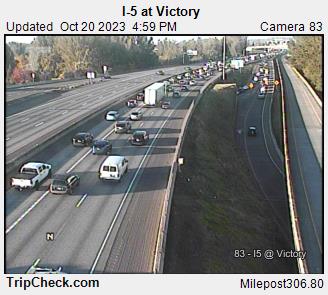 I-5 at Victory
Updated  Oct 20 2023  4:59 PM
Camera 83
N
83 - I5 @ Victory
TripCheck.com
Milepost306.80